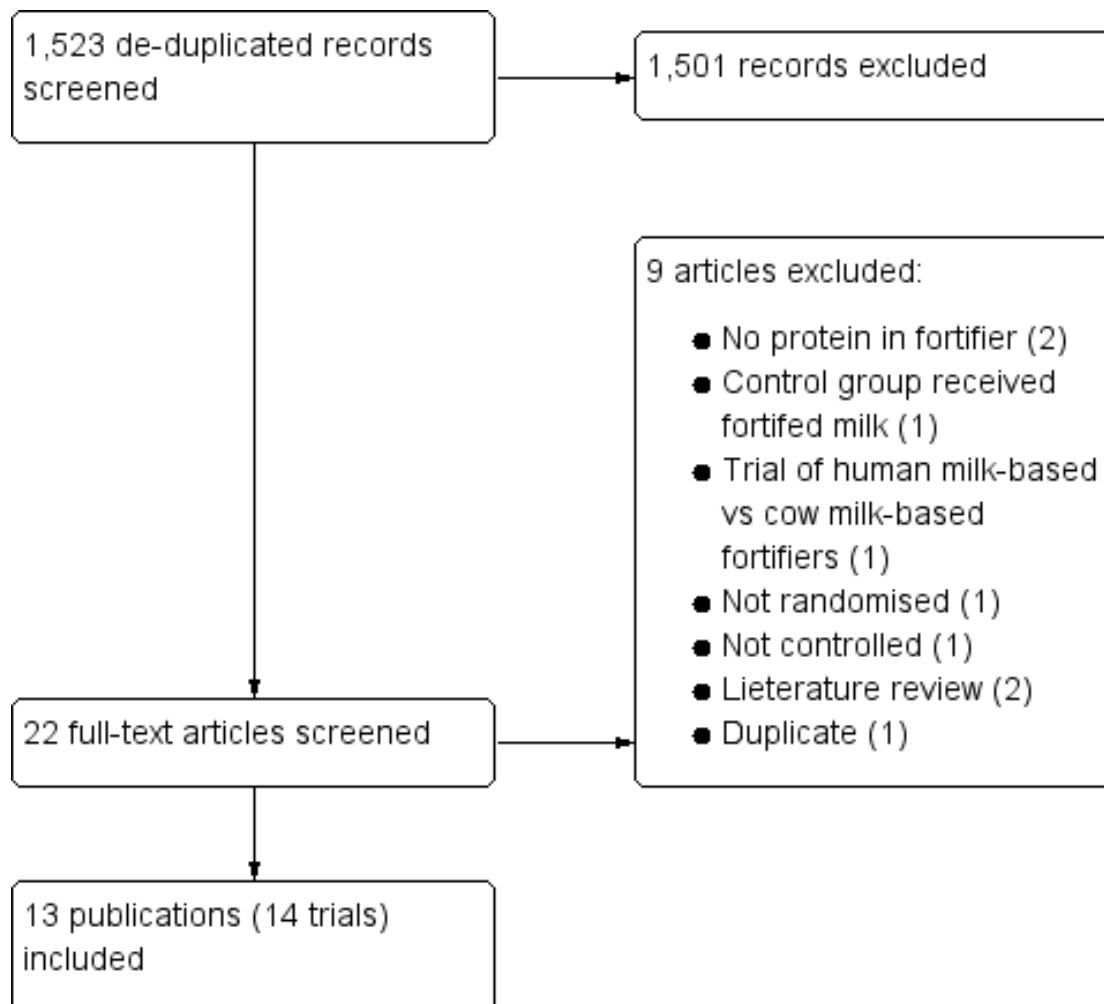 1,523 de-duplicated records
screened
1,501 records excluded
9 articles excluded:
● No protein in fortifier (2)
● Control group received
fortifed milk (1)
● Trial of human milk-based
vs cow milk-based
fortifiers (1)
● Not randomised (1)
● Not controlled (1)
● Lieterature review (2)
● Duplicate (1)
22 full-text articles screened
13 publications (14 trials)
included